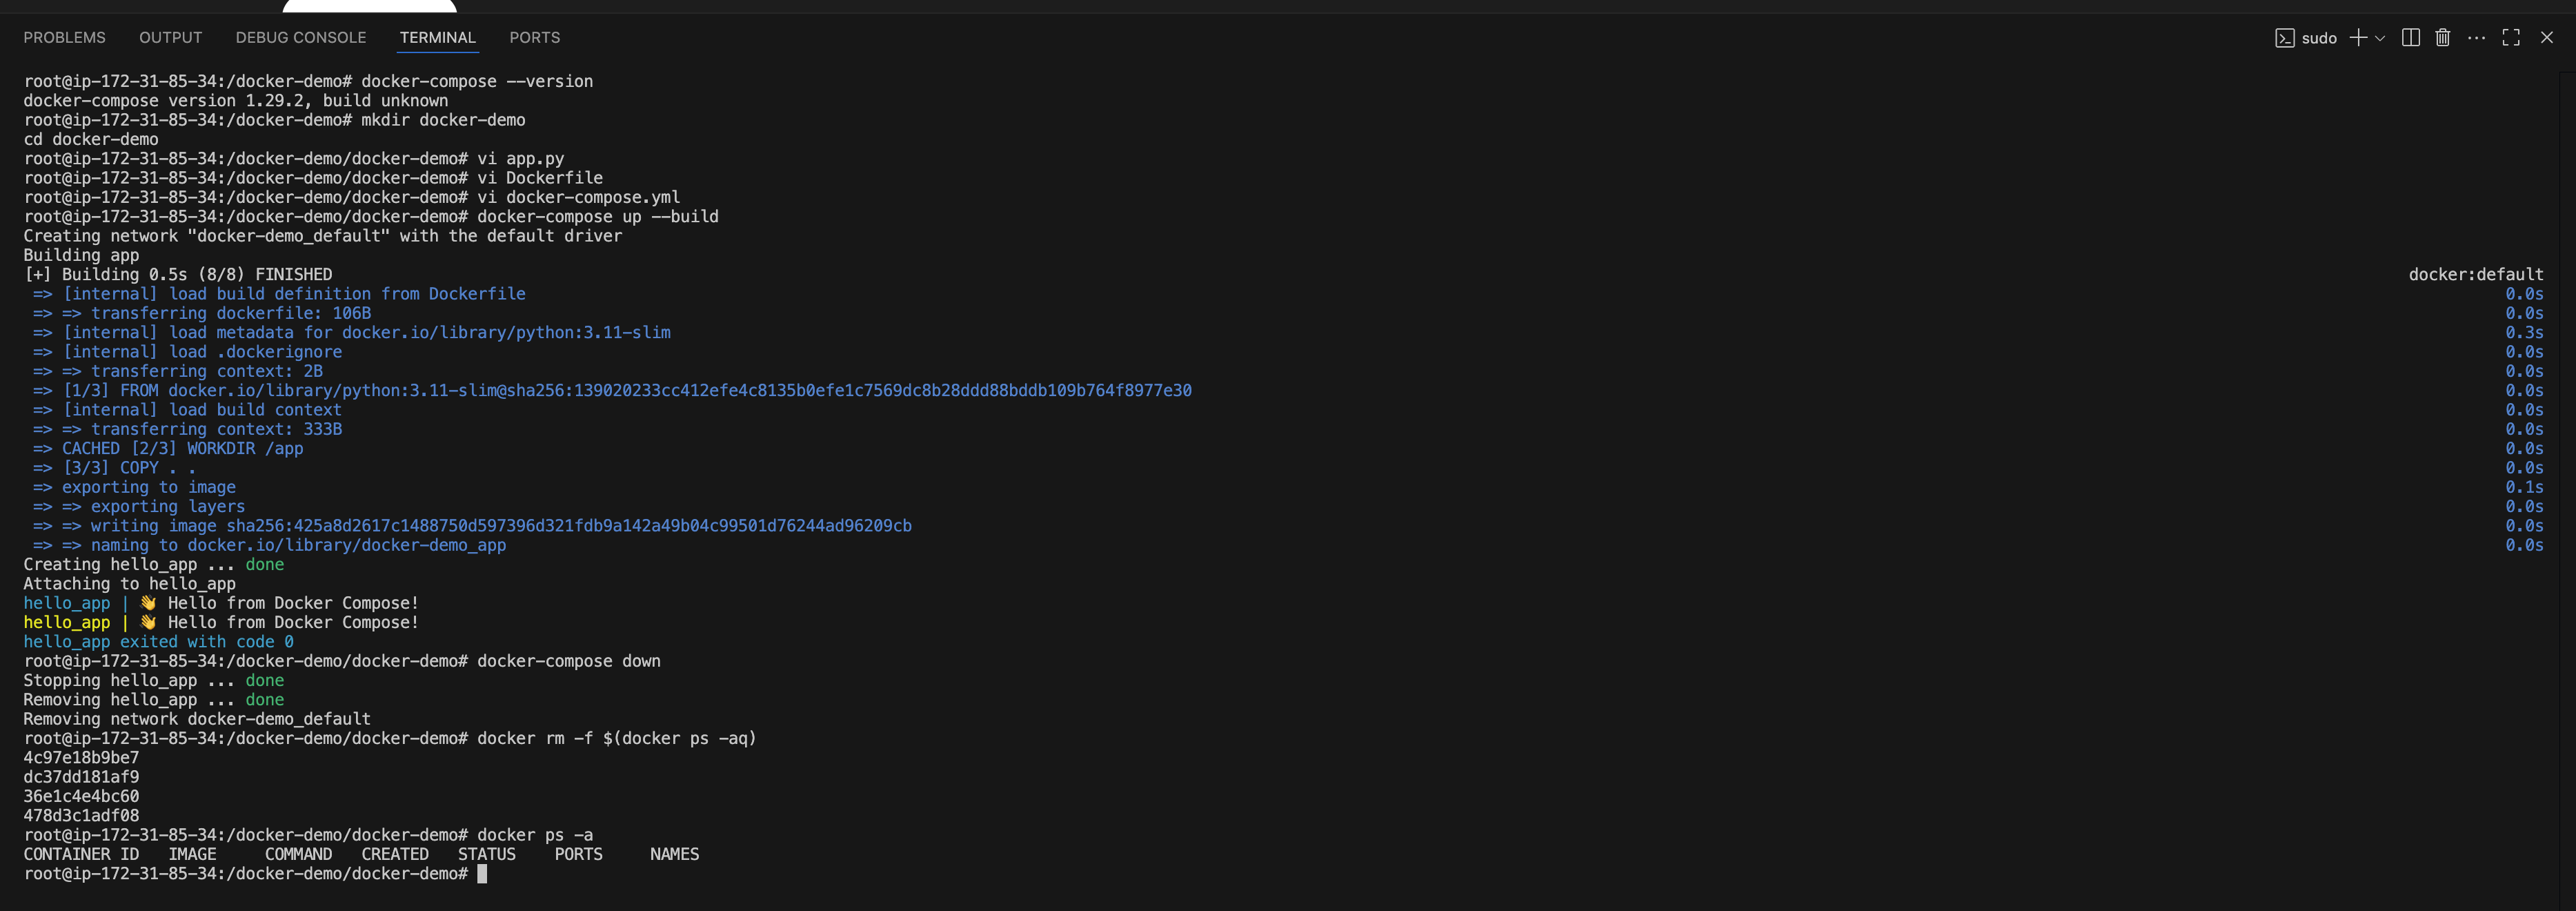 PROBLEMS OUTPUT DEBUG CONSOLE TERMINAL PORTS sudo
root@ip-172-31-85-34:/docker-demo# docker-compose --version
docker-compose version 1.29.2, build unknown
root@ip-172-31-85-34:/docker-demo# mkdir docker-demo
cd docker-demo
root@ip-172-31-85-34:/docker-demo/docker-demo# vi app.py
root@ip-172-31-85-34:/docker-demo/docker-demo# vi Dockerfile
root@ip-172-31-85-34:/docker-demo/docker-demo# vi docker-compose.yml
root@ip-172-31-85-34:/docker-demo/docker-demo# docker-compose up --build
Creating network "docker-demo_default" with the default driver
Building app
[+] Building 0.5s (8/8) FINISHED docker:default
=> [internal] load build definition from Dockerfile 0.0s
=> => transferring dockerfile: 106B 0.0s
=> [internal] load metadata for docker.io/library/python:3.11-slim 0.3s
=> [internal] load .dockerignore 0.0s
=> => transferring context: 2B 0.0s
=> [1/3] FROM docker.io/library/python:3.11-slim@sha256:139020233cc412efe4c8135b0efe1c7569dc8b28ddd88bddb109b764f8977e30 0.0s
=> [internal] load build context 0.0s
=> => transferring context: 333B 0.0s
=> CACHED [2/3] WORKDIR /app 0.0s
=> [3/3] COPY . . 0.0s
=> exporting to image 0.1s
=> => exporting layers 0.0s
=> => writing image sha256:425a8d2617c1488750d597396d321fdb9a142a49b04c99501d76244ad96209cb 0.0s
=> => naming to docker.io/library/docker-demo_app 0.0s
Creating hello_app ... done
Attaching to hello_app
hello_app | 👋 Hello from Docker Compose!
hello_app | 👋 Hello from Docker Compose!
hello_app exited with code 0
root@ip-172-31-85-34:/docker-demo/docker-demo# docker-compose down
Stopping hello_app ... done
Removing hello_app ... done
Removing network docker-demo_default
root@ip-172-31-85-34:/docker-demo/docker-demo# docker rm -f $(docker ps -aq)
4c97e18b9be7
dc37dd181af9
36e1c4e4bc60
478d3c1adf08
root@ip-172-31-85-34:/docker-demo/docker-demo# docker ps -a
CONTAINER ID IMAGE COMMAND CREATED STATUS PORTS NAMES
root@ip-172-31-85-34:/docker-demo/docker-demo#